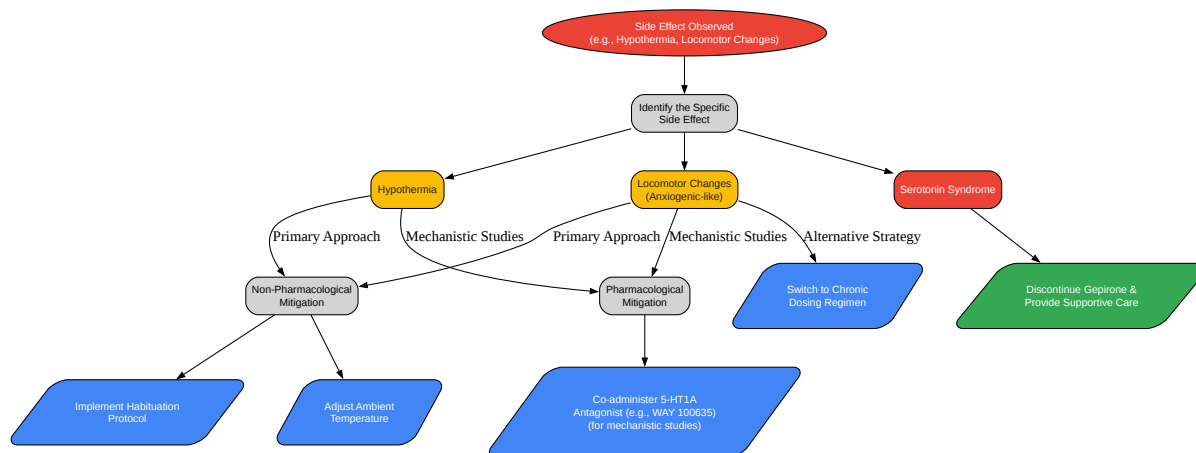 Side Effect Observed
(e.g., Hypothermia, Locomotor Changes)
Identify the Specific
Side Effect
Hypothermia
Locomotor Changes
(Anxiogenic-like)
Serotonin Syndrome
Primary Approach
Mechanistic Studies
Primary Approach
Mechanistic Studies
Alternative Strategy
Non-Pharmacological
Mitigation
Pharmacological
Mitigation
Switch to Chronic
Dosing Regimen
Discontinue Gepirone &
Provide Supportive Care
Implement Habituation
Protocol
Adjust Ambient
Temperature
Co-administer 5-HT1A
Antagonist (e.g., WAY 100635)
(for mechanistic studies)